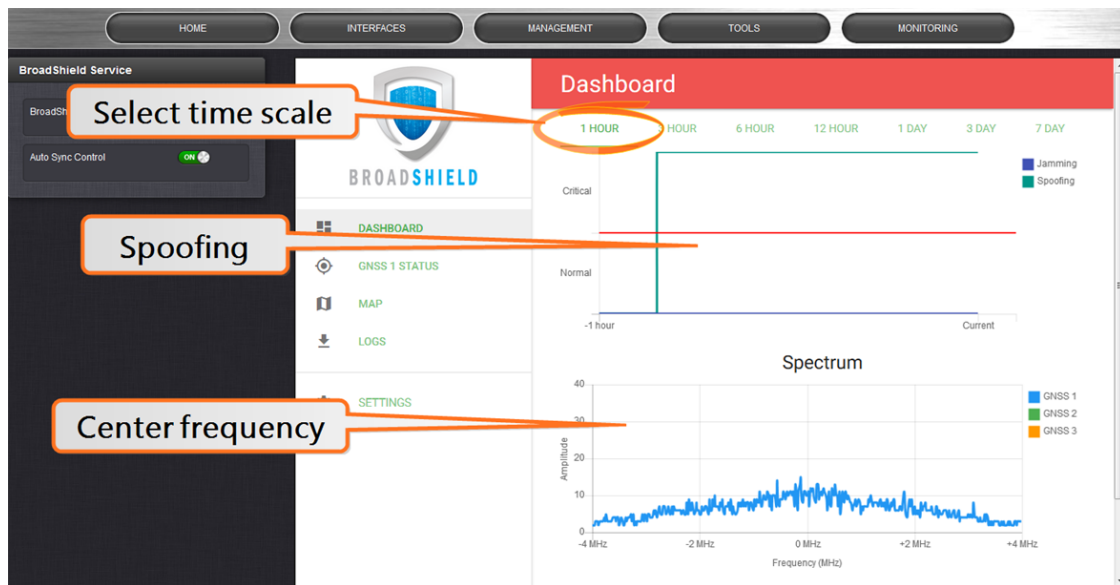 HOME
INTERFACES
MANAGEMENT
TOOLS
MONITORING
BroadShield Service
BroadSh
Auto Sync Control
ON
Select time scale
BROADSHIELD
DASHBOARD
GNSS 1 STATUS
MAP
LOGS
SETTINGS
Spoofing
Center frequency
Dashboard
1 HOUR
HOUR
6 HOUR
12 HOUR
1 DAY
3 DAY
7 DAY
Jamming
Spoofing
Critical
Normal
-1 hour
Current
Spectrum
40
30
20
10
0
Amplitude
-4 MHz
-2 MHz
0 MHz
+2 MHz
+4 MHz
Frequency (MHz)
GNSS 1
GNSS 2
GNSS 3